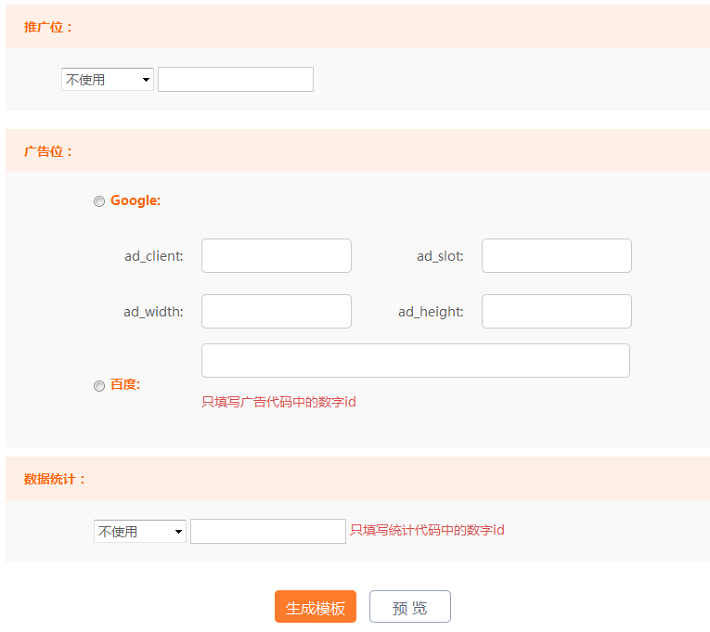 推广位：
不使用
广告位：
Google:
ad_client:
ad_slot:
ad_width:
ad_height:
百度:
只填写广告代码中的数字id
数据统计：
不使用
只填写统计代码中的数字id
生成模板
预 览